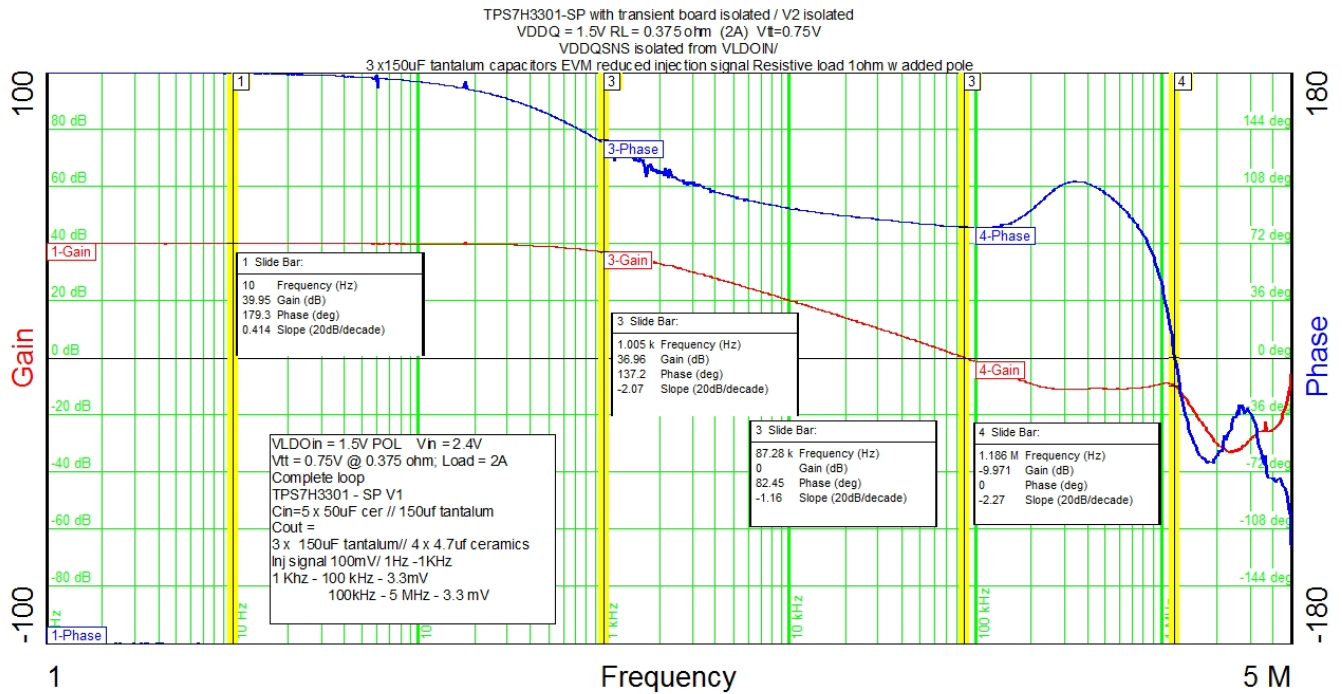 TPS7H3301-SP with transient board isolated / V2 isolated
VDDQ = 1.5V RL = 0.375 ohm (2A) Vtt=0.75V
VDDQSNS isolated from VLDOIN/
3 x150uF tantalum capacitors EVM reduced injection signal Resistive load 1ohm w added pole
100
180
1
3
3
4
80 dB
144 deg
3-Phase
60 dB
108 deg
4-Phase
40 dB
72 deg
1-Gain
3-Gain
1 Slide Bar:
10 Frequency (Hz)
39.95 Gain (dB)
179.3 Phase (deg)
0.414 Slope (20dB/decade)
20 dB
36 deg
3 Slide Bar:
1.005 k Frequency (Hz)
36.96 Gain (dB)
137.2 Phase (deg)
-2.07 Slope (20dB/decade)
0 dB
0 deg
Gain
Phase
4-Gain
-20 dB
-36 deg
3 Slide Bar:
87.28 k Frequency (Hz)
0 Gain (dB)
82.45 Phase (deg)
-1.16 Slope (20dB/decade)
4 Slide Bar:
1.186 M Frequency (Hz)
-9.971 Gain (dB)
0 Phase (deg)
-2.27 Slope (20dB/decade)
-40 dB
-72 deg
VLDOin = 1.5V POL Vin = 2.4V
Vtt = 0.75V @ 0.375 ohm; Load = 2A
Complete loop
TPS7H3301 - SP V1
Cin=5 x 50uF cer // 150uf tantalum
Cout =
3 x 150uF tantalum// 4 x 4.7uf ceramics
Inj signal 100mV/ 1Hz -1KHz
1 Khz - 100 kHz - 3.3mV
100kHz - 5 MHz - 3.3 mV
-60 dB
-108 deg
-80 dB
-144 deg
10 Hz
1 kHz
10 kHz
100 kHz
1-Phase
-100
-180
1
Frequency
5 M